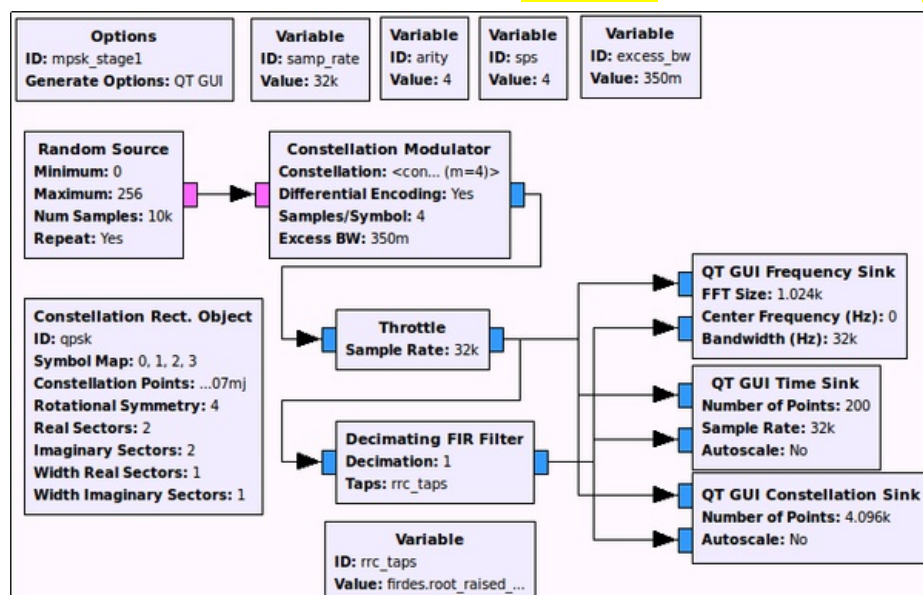 Options
ID: mpsk_stage1
Generate Options: QT GUI
Variable
ID: samp_rate
Value: 32k
Variable
ID: arity
Value: 4
Variable
ID: sps
Value: 4
Variable
ID: excess_bw
Value: 350m
Random Source
Minimum: 0
Maximum: 256
Num Samples: 10k
Repeat: Yes
Constellation Modulator
Constellation: <con... (m=4)>
Differential Encoding: Yes
Samples/Symbol: 4
Excess BW: 350m
Constellation Rect. Object
ID: qpsk
Symbol Map: 0, 1, 2, 3
Constellation Points: ...07mj
Rotational Symmetry: 4
Real Sectors: 2
Imaginary Sectors: 2
Width Real Sectors: 1
Width Imaginary Sectors: 1
Throttle
Sample Rate: 32k
Decimating FIR Filter
Decimation: 1
Taps: rrc_taps
Variable
ID: rrc_taps
Value: firdes.root_raised_...
QT GUI Frequency Sink
FFT Size: 1.024k
Center Frequency (Hz): 0
Bandwidth (Hz): 32k
QT GUI Time Sink
Number of Points: 200
Sample Rate: 32k
Autoscale: No
QT GUI Constellation Sink
Number of Points: 4.096k
Autoscale: No